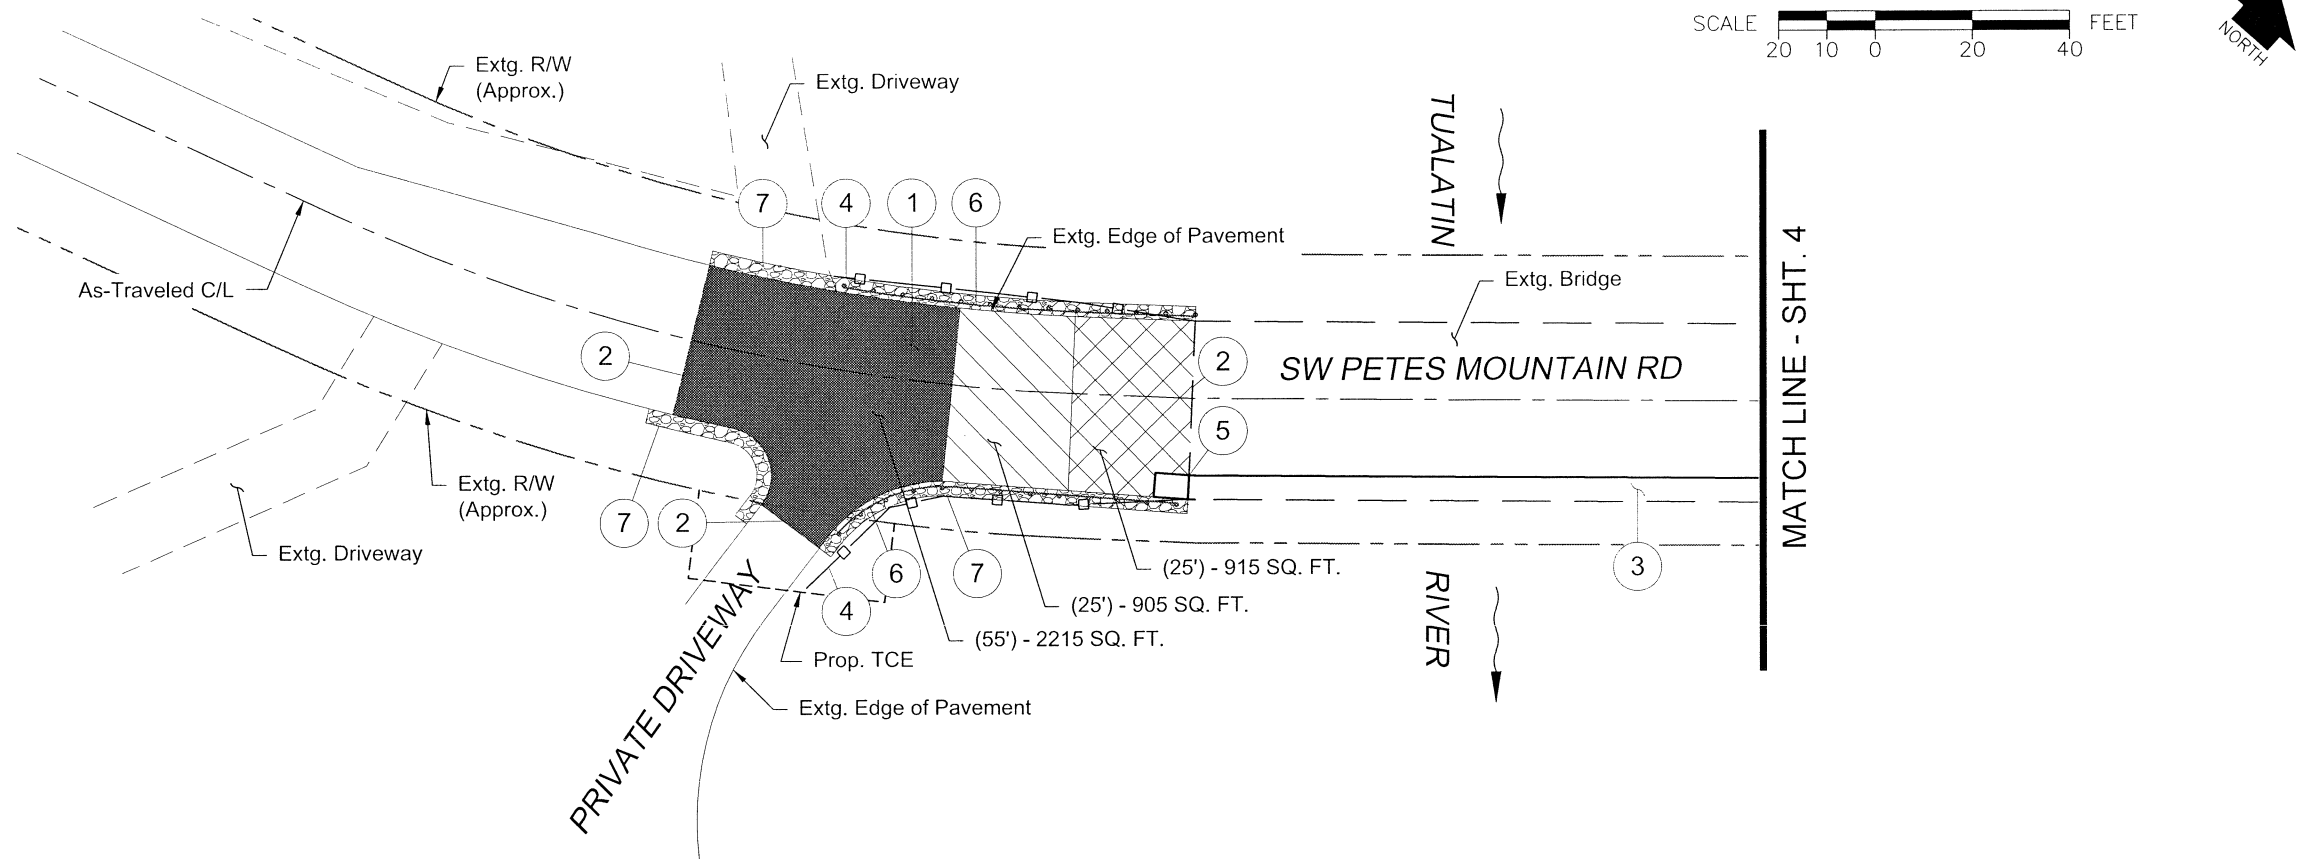 SCALE
FEET
20 10 0 20 40
NORTH
Extg. R/W
(Approx.)
Extg. Driveway
TUALATIN
7
4
1
6
Extg. Edge of Pavement
Extg. Bridge
As-Traveled C/L
MATCH LINE - SHT. 4
2
2
SW PETES MOUNTAIN RD
5
Extg. R/W
(Approx.)
7
2
Extg. Driveway
6
7
3
(25') - 915 SQ. FT.
4
(25') - 905 SQ. FT.
(55') - 2215 SQ. FT.
RIVER
Prop. TCE
PRIVATE DRIVEWAY
Extg. Edge of Pavement